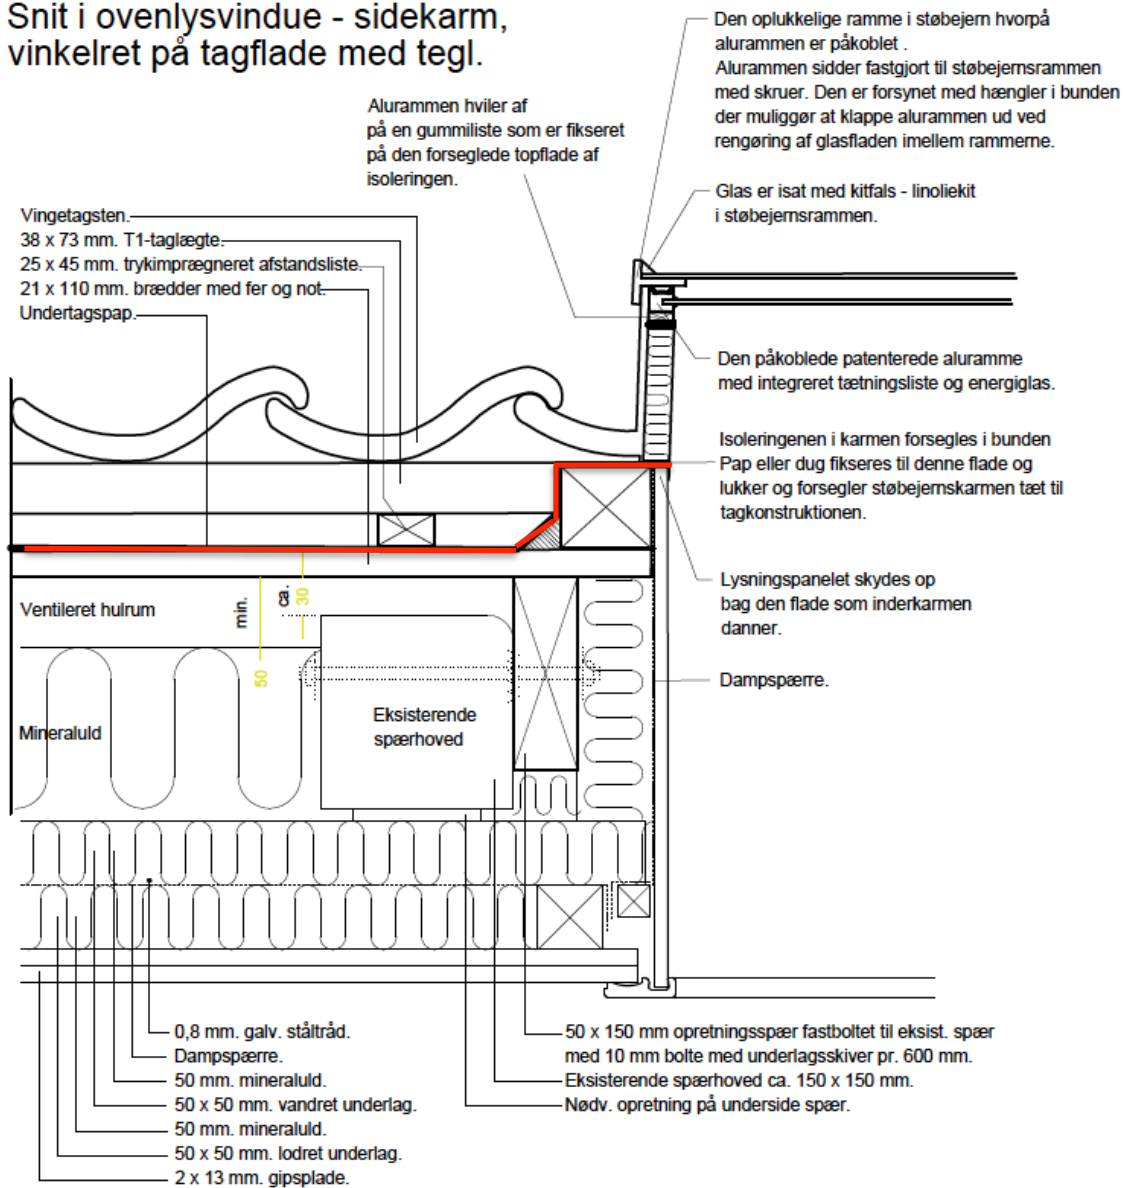 Snit i ovenlysvindue - sidekarm,
vinkelret på tagflade med tegl.
Den oplukkelige ramme i støbejern hvorpå
alurammen er påkoblet .
Alurammen sidder fastgjort til støbejernsrammen
med skruer. Den er forsynet med hængler i bunden
der muliggør at klappe alurammen ud ved
rengøring af glasfladen imellem rammerne.
Alurammen hviler af
på en gummiliste som er fikseret
på den forseglede topflade af
isoleringen.
Glas er isat med kitfals - linoliekit
i støbejernsrammen.
Vingetagsten.
38 x 73 mm. T1-taglægte.
25 x 45 mm. trykimprægneret afstandsliste.
21 x 110 mm. brædder med fer og not.
Undertagspap.
Den påkoblede patenterede aluramme
med integreret tætningsliste og energiglas.
Isoleringenen i karmen forsegles i bunden
Pap eller dug fikseres til denne flade og
lukker og forsegler støbejernskarmen tæt til
tagkonstruktionen.
Lysningspanelet skydes op
bag den flade som inderkarmen
danner.
Dampspærre.
Ventileret hulrum
min.
50
ca.
30
Mineraluld
Eksisterende
spærhoved
0,8 mm. galv. ståltråd.
Dampspærre.
50 mm. mineraluld.
50 x 50 mm. vandret underlag.
50 mm. mineraluld.
50 x 50 mm. lodret underlag.
2 x 13 mm. gipsplade.
50 x 150 mm opretningsspær fastboltet til eksist. spær
med 10 mm bolte med underlagsskiver pr. 600 mm.
Eksisterende spærhoved ca. 150 x 150 mm.
Nødv. opretning på underside spær.